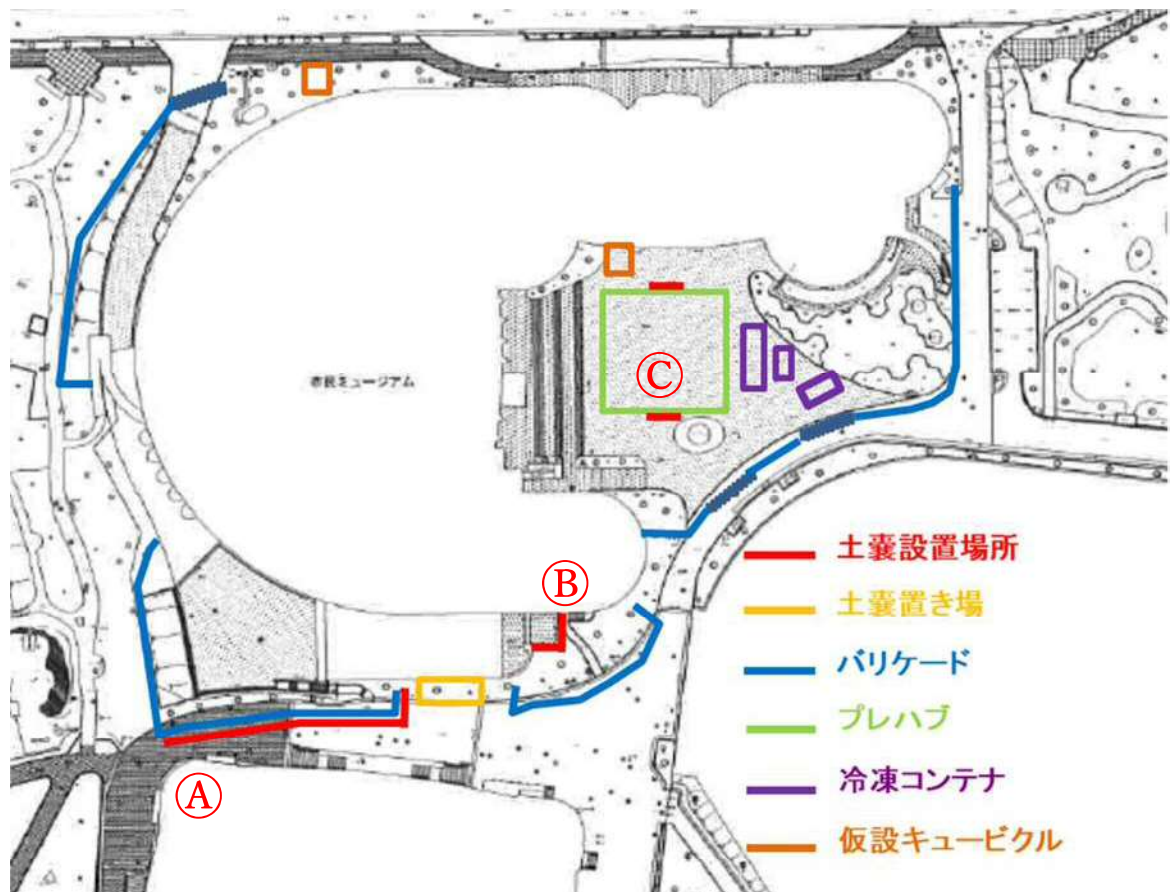 市民ミュージアム
Ⓒ
Ⓑ
Ⓐ
土嚢設置場所
土嚢置き場
バリケード
プレハブ
冷凍コンテナ
仮設キュービクル